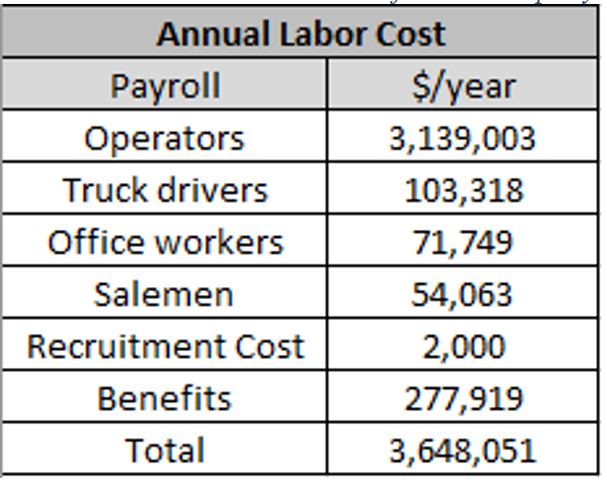 Annual Labor Cost
Payroll $/year
Operators 3,139,003
Truck drivers 103,318
Office workers 71,749
Salemen 54,063
Recruitment Cost 2,000
Benefits 277,919
Total 3,648,051